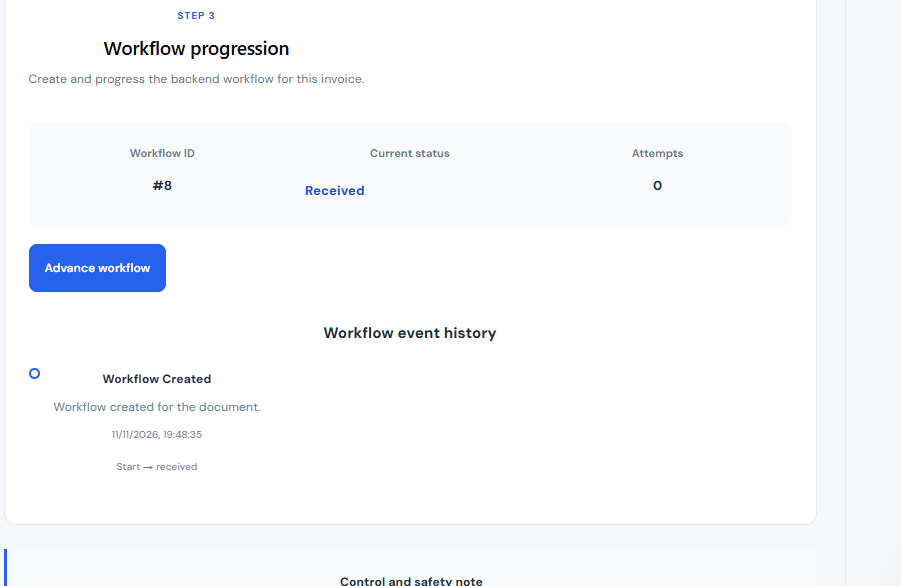 STEP 3
Workflow progression
Create and progress the backend workflow for this invoice.
Workflow ID
Current status
Attempts
#8
Received
0
Advance workflow
Workflow event history
Workflow Created
Workflow created for the document.
11/11/2026, 19:48:35
Start → received
Control and safety note